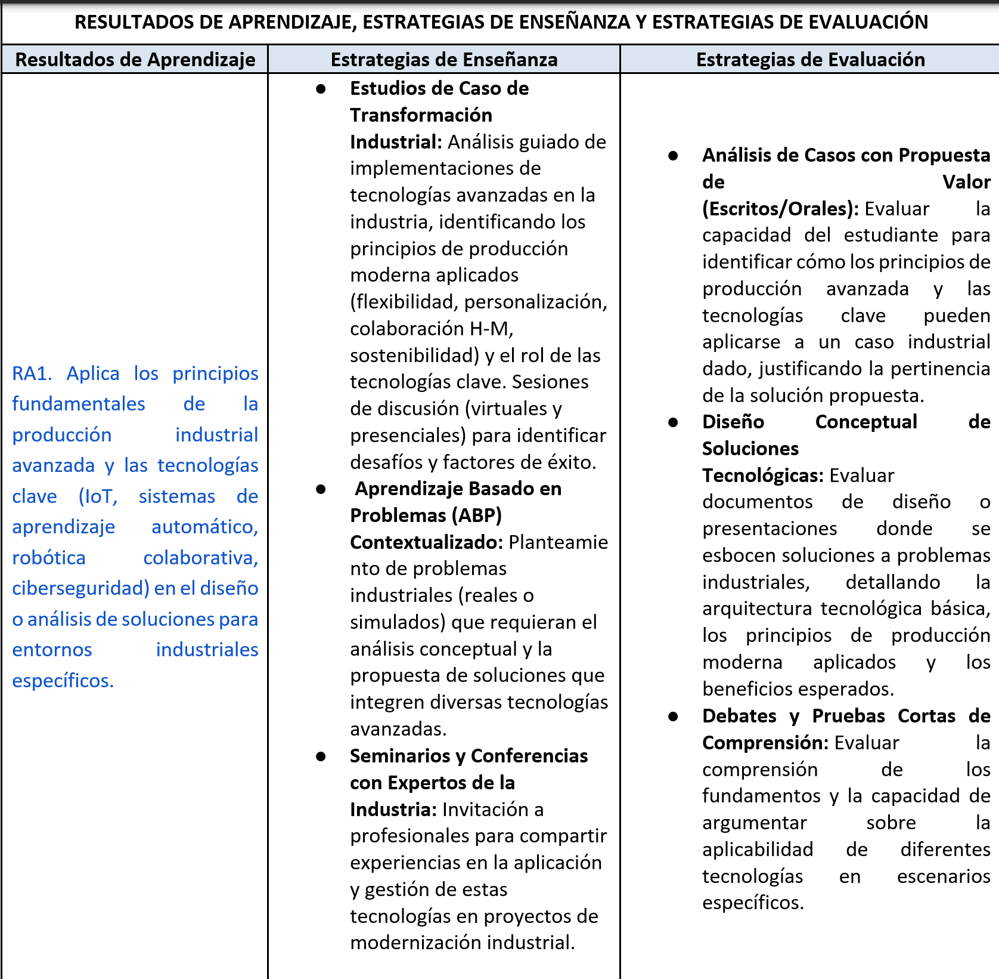 RESULTADOS DE APRENDIZAJE, ESTRATEGIAS DE ENSEÑANZA Y ESTRATEGIAS DE EVALUACIÓN
Resultados de Aprendizaje
Estrategias de Enseñanza
Estrategias de Evaluación
RA1. Aplica los principios
fundamentales de la
producción industrial
avanzada y las tecnologías
clave (IoT, sistemas de
aprendizaje automático,
robótica colaborativa,
ciberseguridad) en el diseño
o análisis de soluciones para
entornos industriales
específicos.
● Estudios de Caso de
Transformación
Industrial: Análisis guiado de
implementaciones de
tecnologías avanzadas en la
industria, identificando los
principios de producción
moderna aplicados
(flexibilidad, personalización,
colaboración H-M,
sostenibilidad) y el rol de las
tecnologías clave. Sesiones
de discusión (virtuales y
presenciales) para identificar
desafíos y factores de éxito.
● Aprendizaje Basado en
Problemas (ABP)
Contextualizado: Planteamie
nto de problemas
industriales (reales o
simulados) que requieran el
análisis conceptual y la
propuesta de soluciones que
integren diversas tecnologías
avanzadas.
● Seminarios y Conferencias
con Expertos de la
Industria: Invitación a
profesionales para compartir
experiencias en la aplicación
y gestión de estas
tecnologías en proyectos de
modernización industrial.
● Análisis de Casos con Propuesta
de Valor
(Escritos/Orales): Evaluar la
capacidad del estudiante para
identificar cómo los principios de
producción avanzada y las
tecnologías clave pueden
aplicarse a un caso industrial
dado, justificando la pertinencia
de la solución propuesta.
● Diseño Conceptual de
Soluciones
Tecnológicas: Evaluar
documentos de diseño o
presentaciones donde se
esbocen soluciones a problemas
industriales, detallando la
arquitectura tecnológica básica,
los principios de producción
moderna aplicados y los
beneficios esperados.
● Debates y Pruebas Cortas de
Comprensión: Evaluar la
comprensión de los
fundamentos y la capacidad de
argumentar sobre la
aplicabilidad de diferentes
tecnologías en escenarios
específicos.